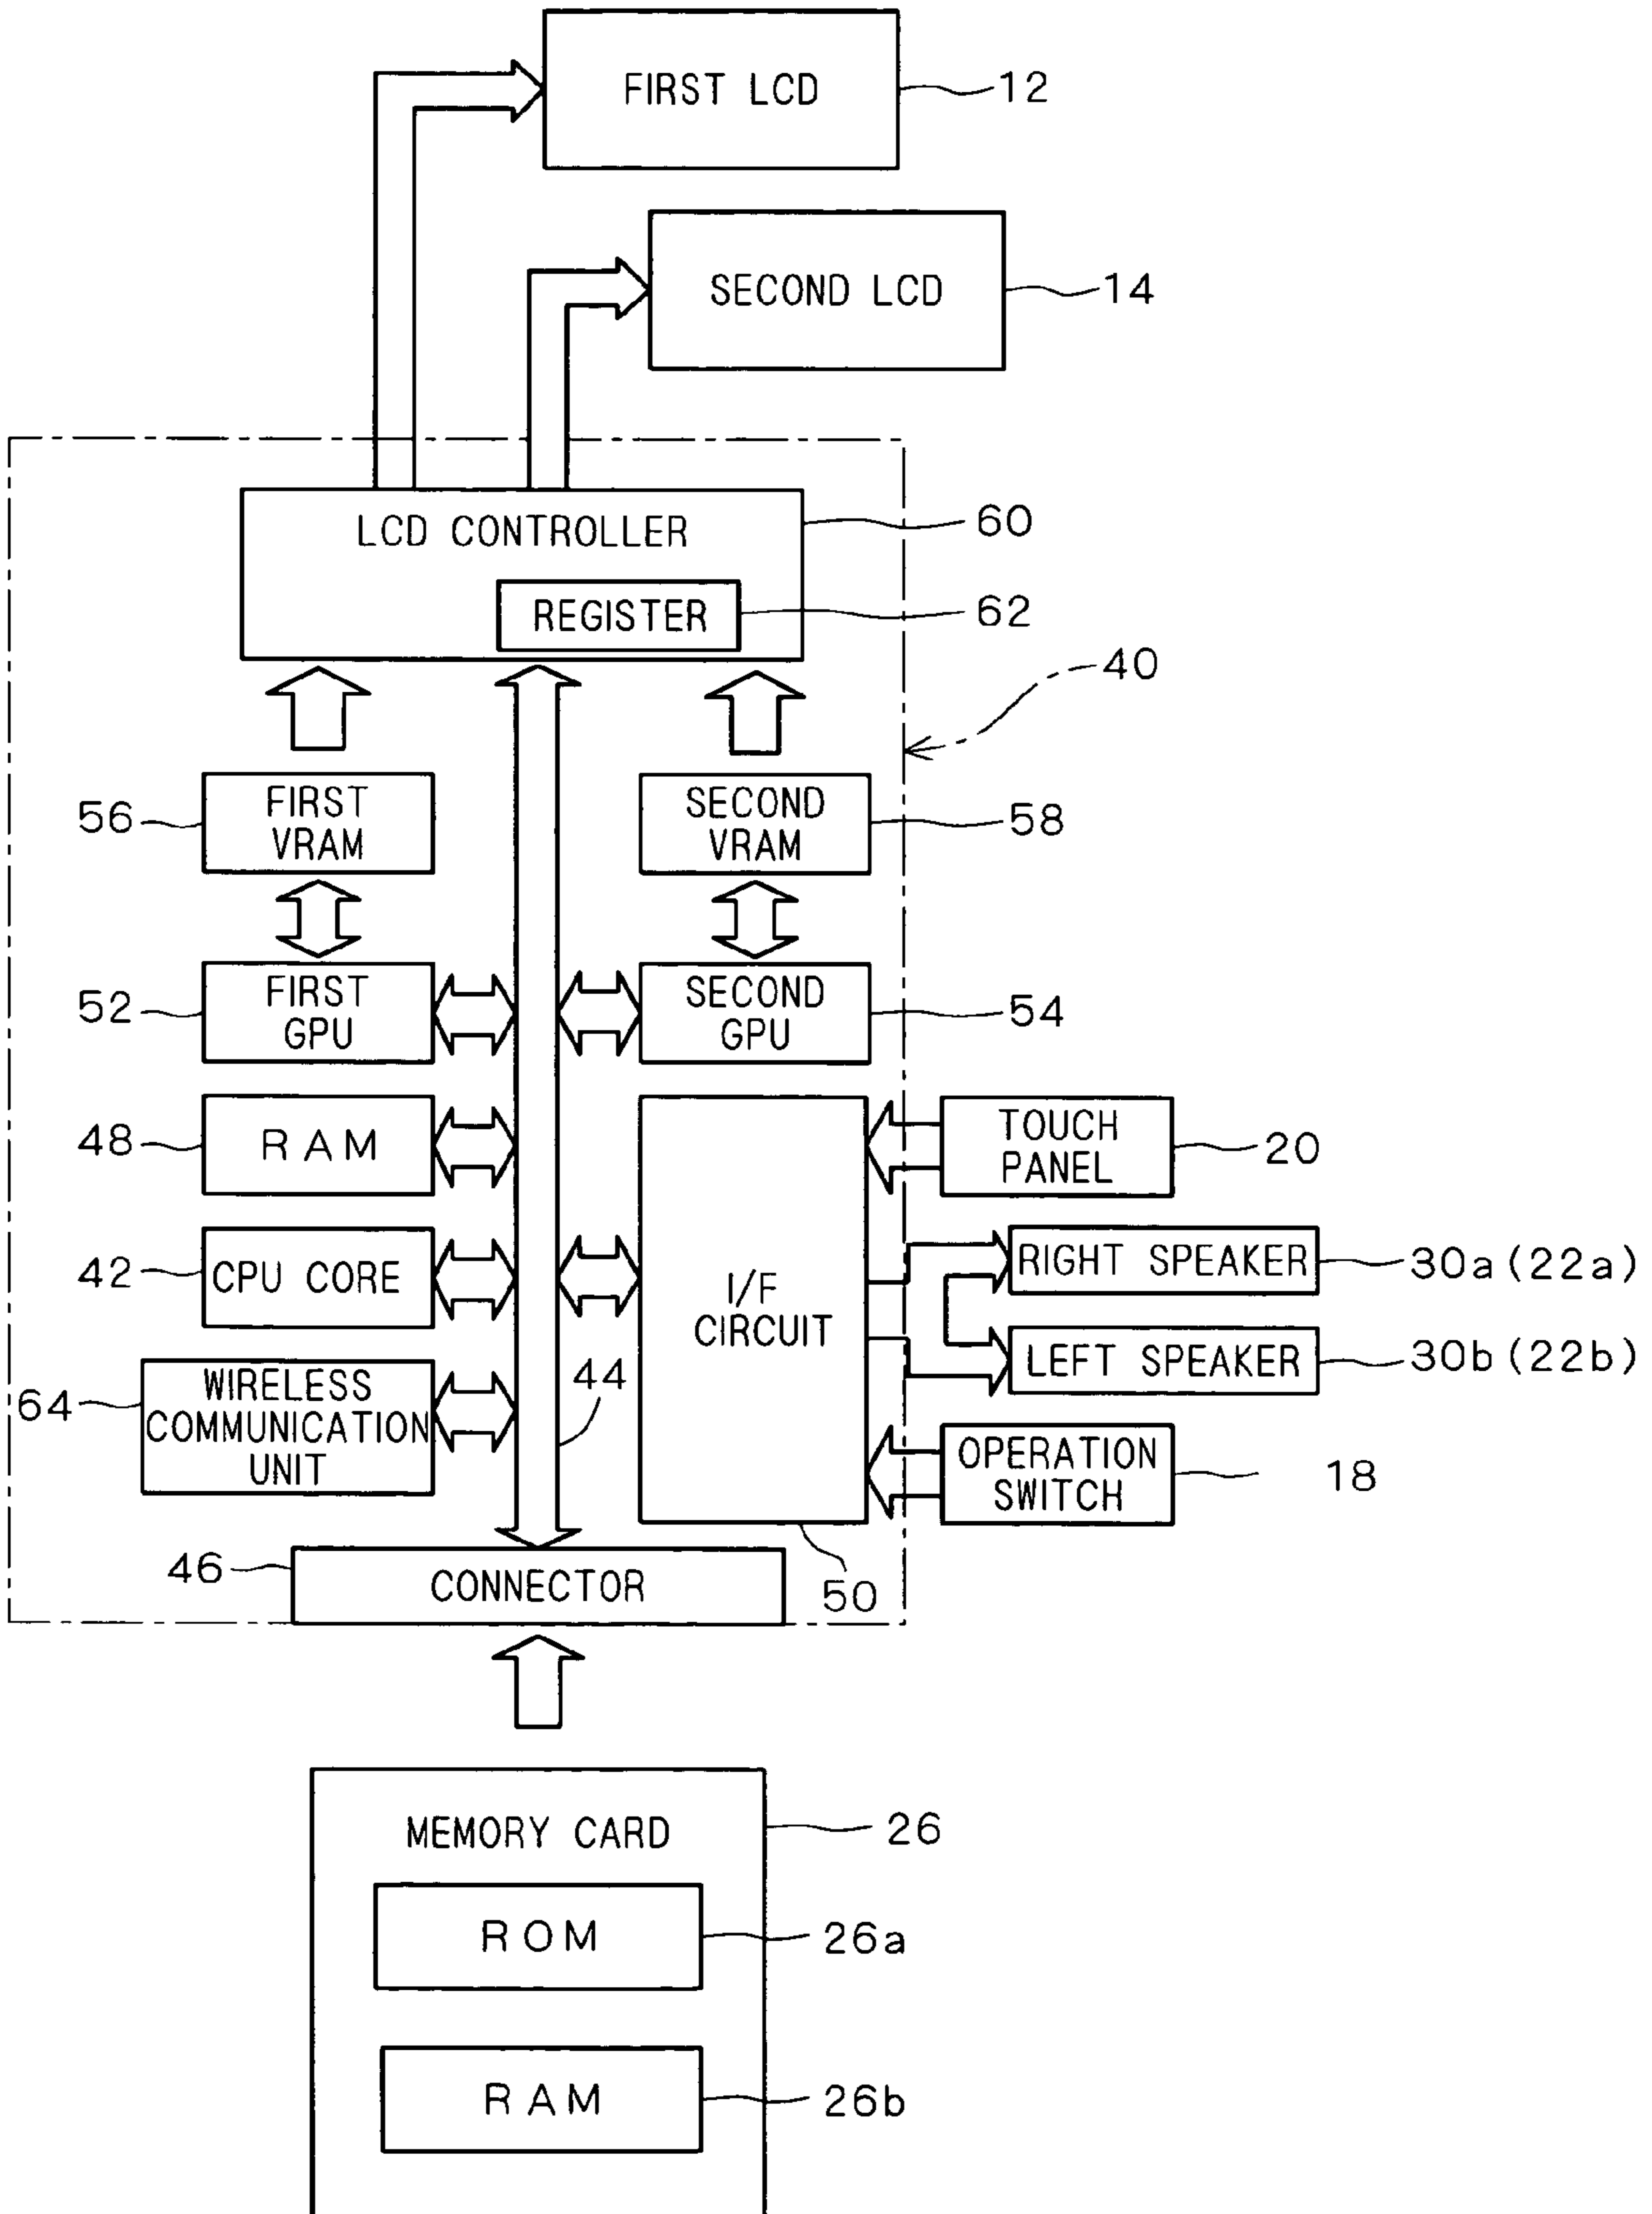 FIRST LCD
12
SECOND LCD
14
LCD CONTROLLER
60
REGISTER
62
40
56
FIRST
VRAM
SECOND
VRAM
58
52
FIRST
GPU
SECOND
GPU
54
48
RAM
TOUCH
PANEL
20
42
CPU CORE
I/F
CIRCUIT
RIGHT SPEAKER
30a (22a)
LEFT SPEAKER
30b (22b)
64
WIRELESS
COMMUNICATION
UNIT
44
OPERATION
SWITCH
18
46
CONNECTOR
50
MEMORY CARD
26
ROM
26a
RAM
26b